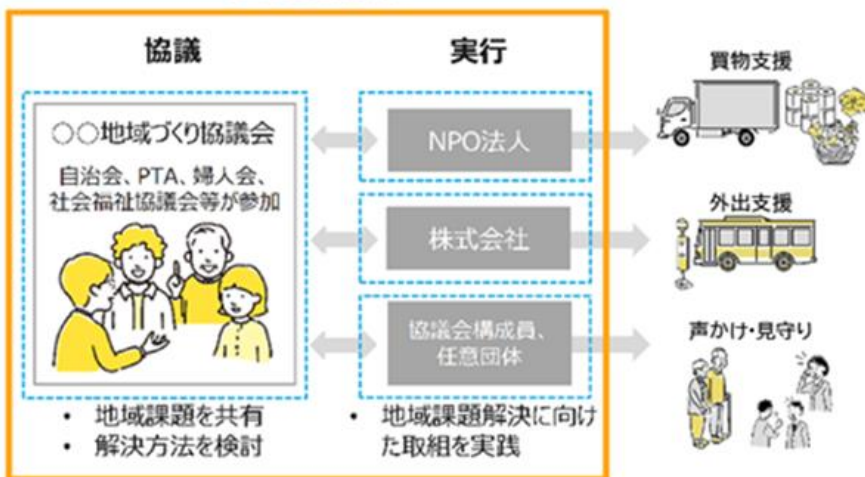 協議
○○地域づくり協議会
自治会、PTA、婦人会、
社会福祉協議会等が参加
・ 地域課題を共有
・ 解決方法を検討
実行
NPO法人
株式会社
協議会構成員、
任意団体
・ 地域課題解決に向け
た取組を実践
買物支援
外出支援
声かけ・見守り